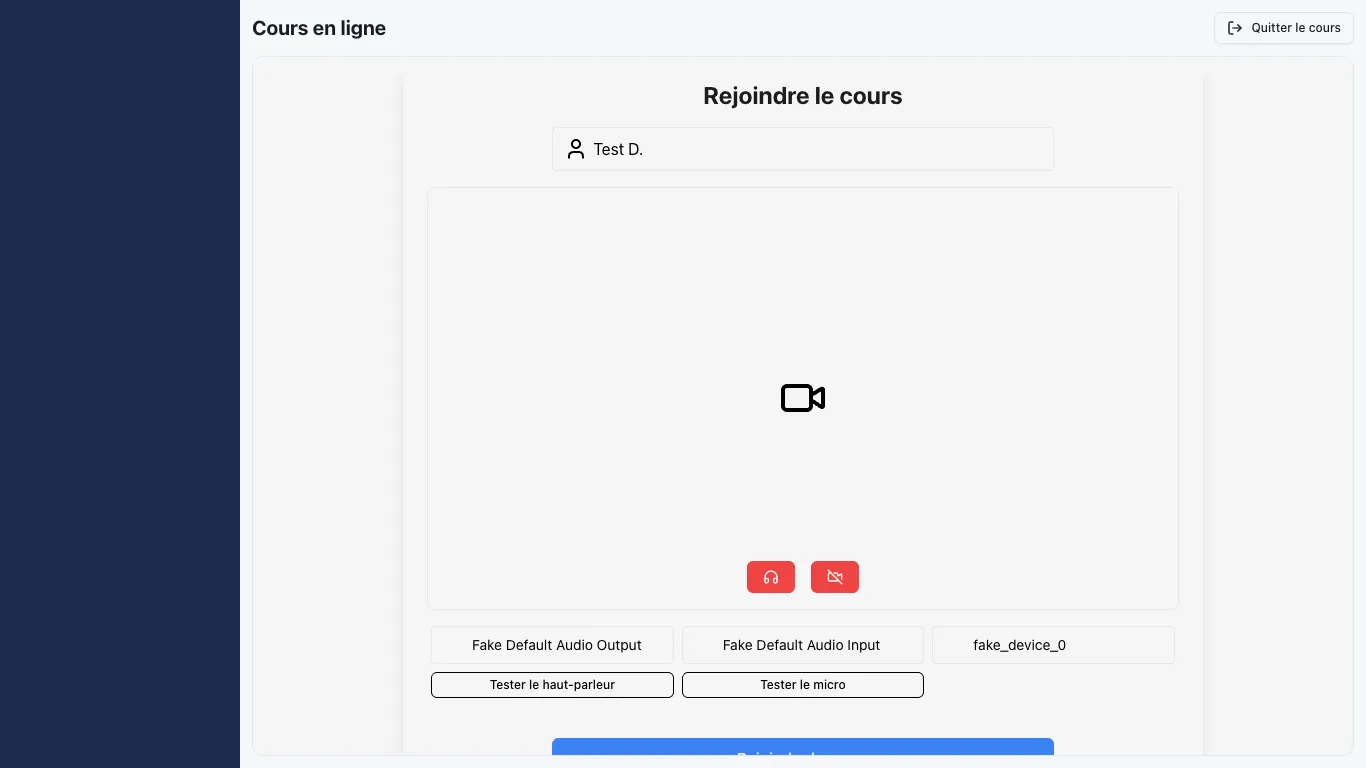 Cours en ligne
Quitter le cours
Rejoindre le cours
Test D.
Fake Default Audio Output
Fake Default Audio Input
fake_device_0
Tester le haut-parleur
Tester le micro